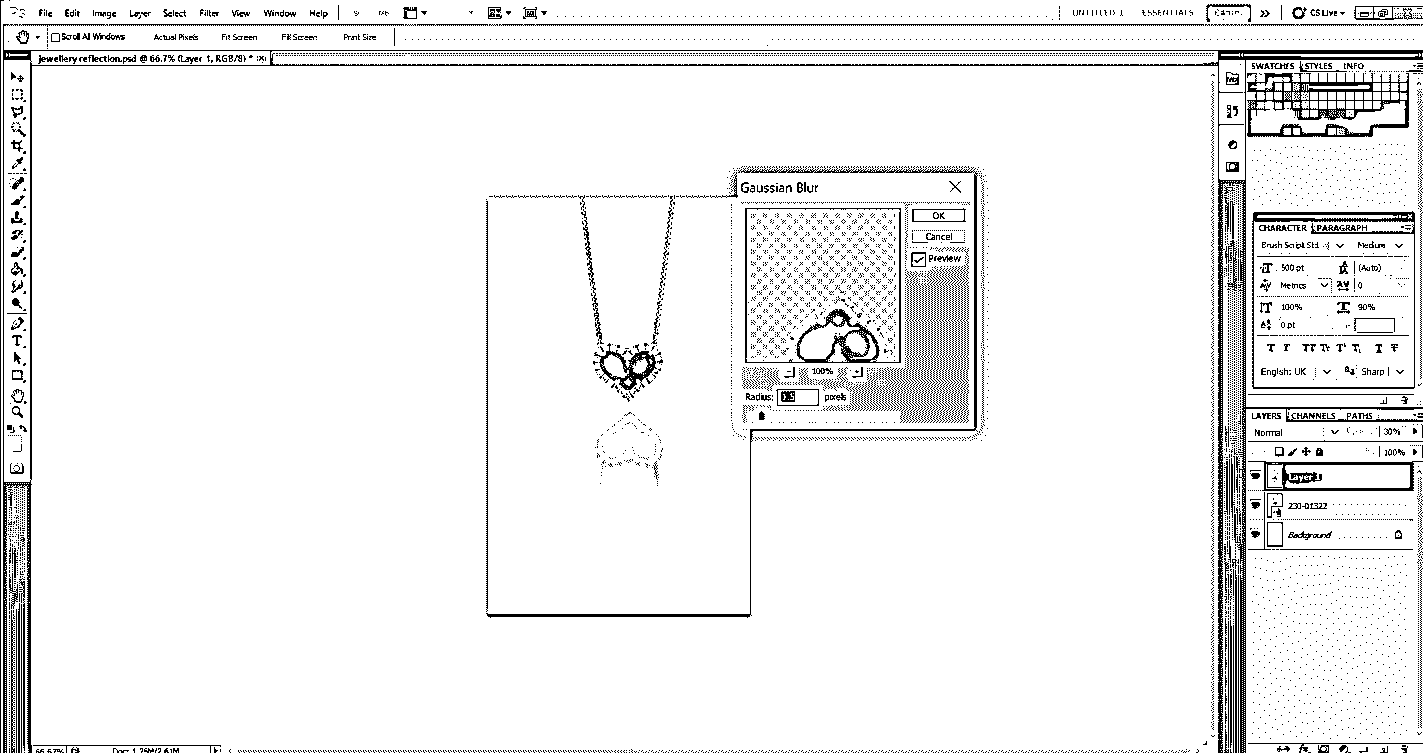 File Edit Image Layer Select Filter View Window Help
UNTITLED 1 ESSENTIALS CS Live
Scroll All Windows Actual Pixels Fit Screen Fill Screen Print Size
jewellery reflection.psd @ 66.7% (Layer 1, RGB/8) *
SWATCHES STYLES INFO
Gaussian Blur
OK
Cancel
Preview
100%
Radius: pixels
CHARACTER PARAGRAPH
Brush Script Std Medium
500 pt (Auto)
Metrics 0
100% 90%
0 pt
English: UK Sharp
LAYERS CHANNELS PATHS
Normal 30%
100%
Layer 1
230-01322
Background
66.67% Doc: 1.25M/2.61M